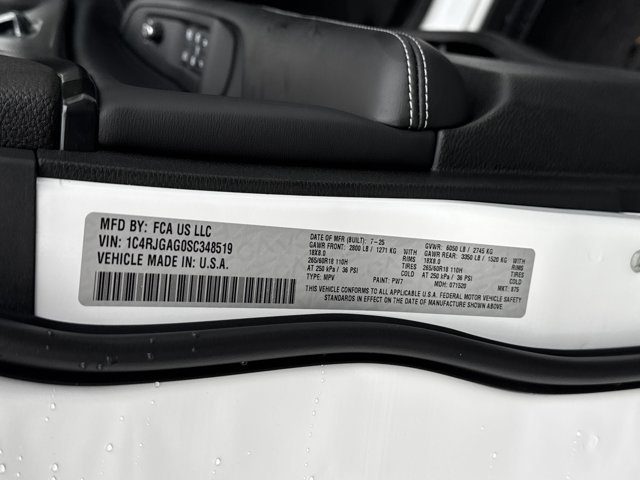 MFD BY: FCA US LLC
VIN: 1C4RJGAG0SC348519
VEHICLE MADE IN: U.S.A.
DATE OF MFR (BUILT): 7-25
GAWR FRONT: 2800 LB / 1271 KG WITH
18X8.0 RIMS
265/60R18 110H TIRES
AT 250 kPa / 36 PSI COLD
TYPE: MPV PAINT: PW7
GVWR: 6050 LB / 2745 KG
GAWR REAR: 3350 LB / 1520 KG WITH
18X8.0 RIMS
265/60R18 110H TIRES
AT 250 kPa / 36 PSI COLD
MDH: 071520 MKT: 875
THIS VEHICLE CONFORMS TO ALL APPLICABLE U.S.A. FEDERAL MOTOR VEHICLE SAFETY
STANDARDS IN EFFECT ON THE DATE OF MANUFACTURE SHOWN ABOVE.